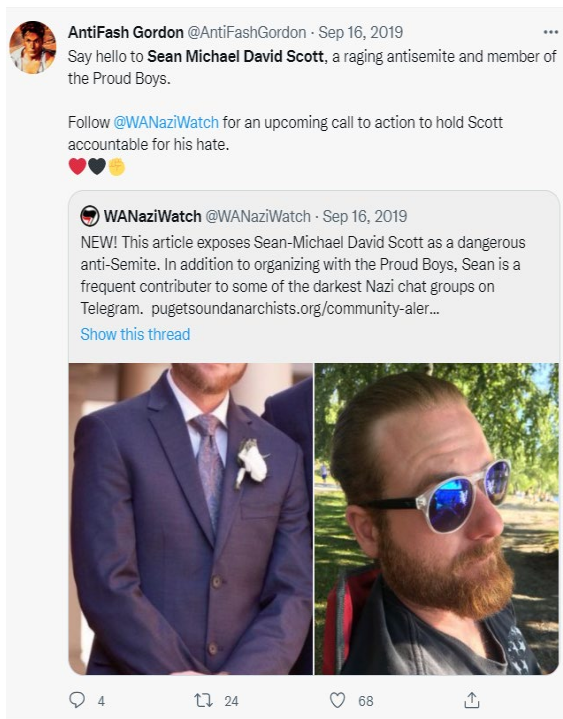 AntiFash Gordon @AntiFashGordon · Sep 16, 2019
Say hello to Sean Michael David Scott, a raging antisemite and member of
the Proud Boys.
Follow @WANaziWatch for an upcoming call to action to hold Scott
accountable for his hate.
WANaziWatch @WANaziWatch · Sep 16, 2019
NEW! This article exposes Sean-Michael David Scott as a dangerous
anti-Semite. In addition to organizing with the Proud Boys, Sean is a
frequent contributer to some of the darkest Nazi chat groups on
Telegram. pugetsoundanarchists.org/community-aler...
Show this thread
4 24 68